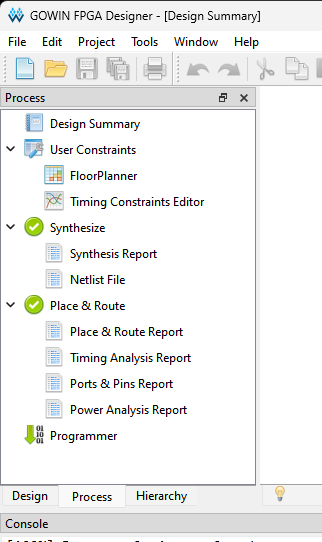 GOWIN FPGA Designer - [Design Summary]
File Edit Project Tools Window Help
Process
Design Summary
User Constraints
FloorPlanner
Timing Constraints Editor
Synthesize
Synthesis Report
Netlist File
Place & Route
Place & Route Report
Timing Analysis Report
Ports & Pins Report
Power Analysis Report
Programmer
Design Process Hierarchy
Console